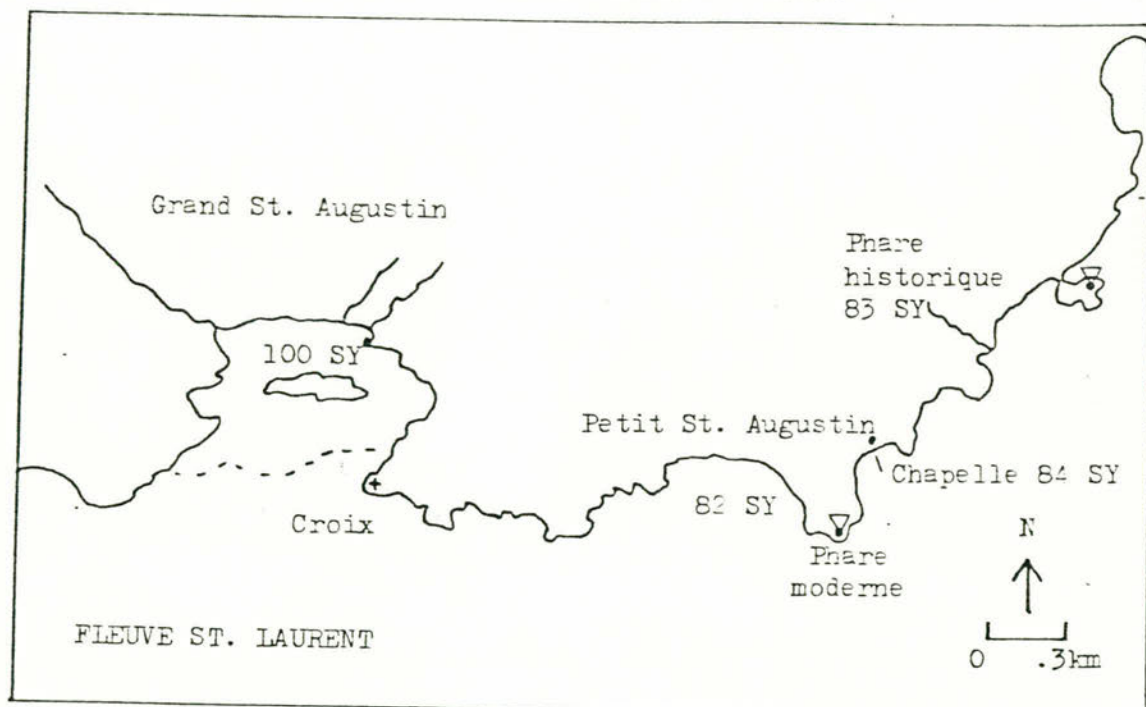 Grand St. Augustin
Phare
historique
83 SY
100 SY
Petit St. Augustin
Chapelle 84 SY
82 SY
Croix
Phare
moderne
N
FLEUVE ST. LAURENT
0 .3km